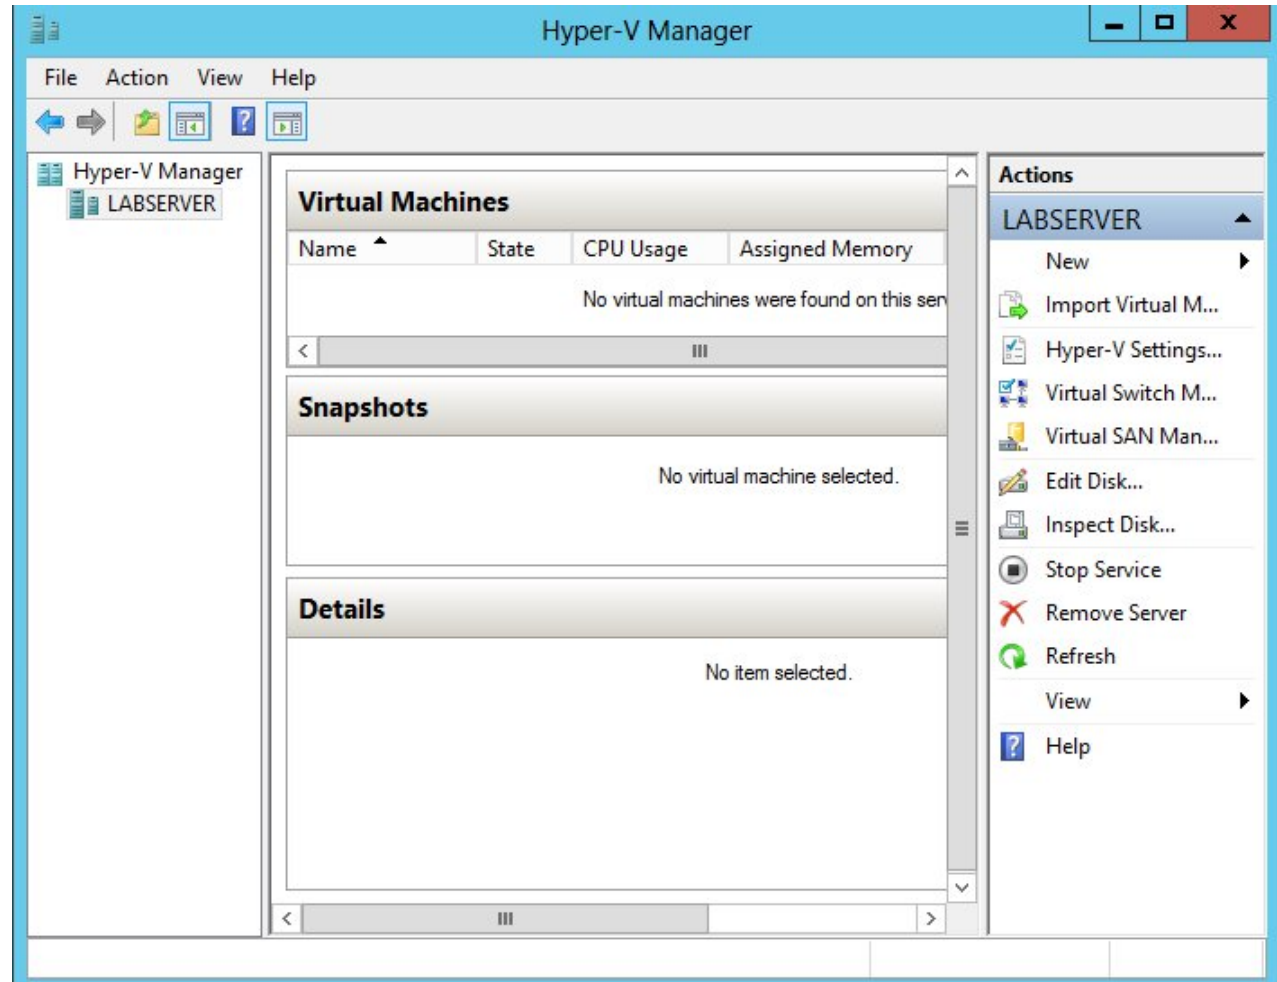 Hyper-V Manager
File Action View Help
Hyper-V Manager
LABSERVER
Virtual Machines
Name State CPU Usage Assigned Memory
No virtual machines were found on this serv
Snapshots
No virtual machine selected.
Details
No item selected.
Actions
LABSERVER
New
Import Virtual M...
Hyper-V Settings...
Virtual Switch M...
Virtual SAN Man...
Edit Disk...
Inspect Disk...
Stop Service
Remove Server
Refresh
View
Help